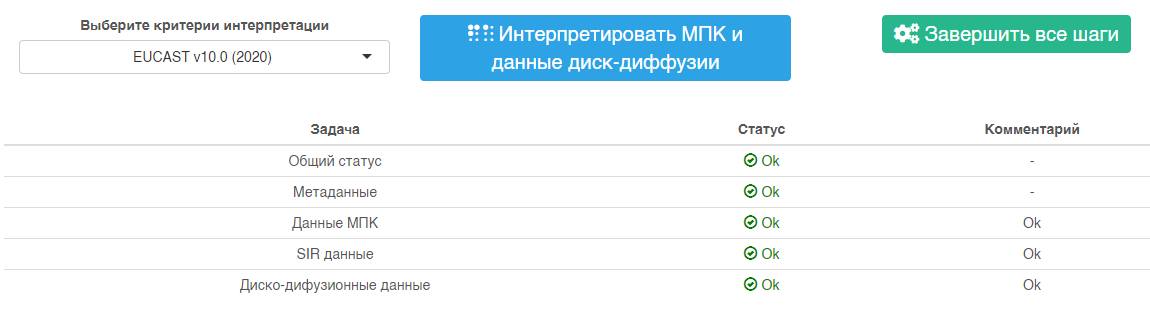 Выберите критерии интерпретации
EUCAST v10.0 (2020)
Интерпретировать МПК и
данные диск-диффузии
Завершить все шаги
Задача Статус Комментарий
Общий статус Ok -
Метаданные Ok -
Данные МПК Ok Ok
SIR данные Ok Ok
Диско-дифузионные данные Ok Ok